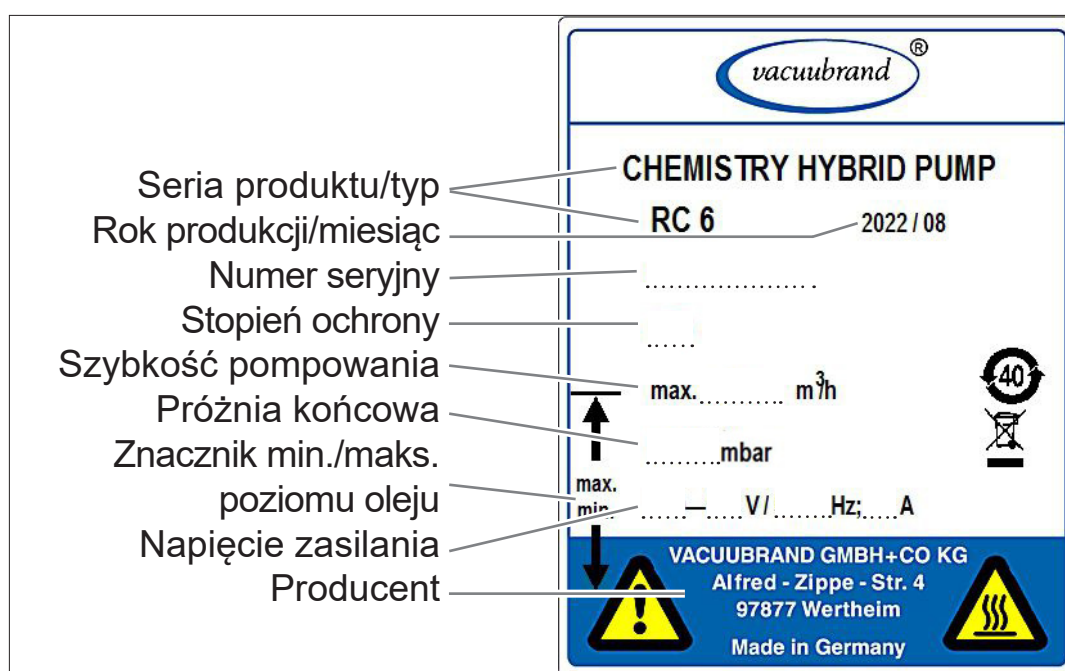 vacuubrand
®
Seria produktu/typ
CHEMISTRY HYBRID PUMP
RC 6
Rok produkcji/miesiąc
2022 / 08
Numer seryjny
....................
Stopień ochrony
......
Szybkość pompowania
max.......... m³/h
40
Próżnia końcowa
.........mbar
Znacznik min./maks.
poziomu oleju
max.
min.
Napięcie zasilania
.....—....V / .......Hz;....A
Producent
VACUUBRAND GMBH+CO KG
Alfred - Zippe - Str. 4
97877 Wertheim
Made in Germany